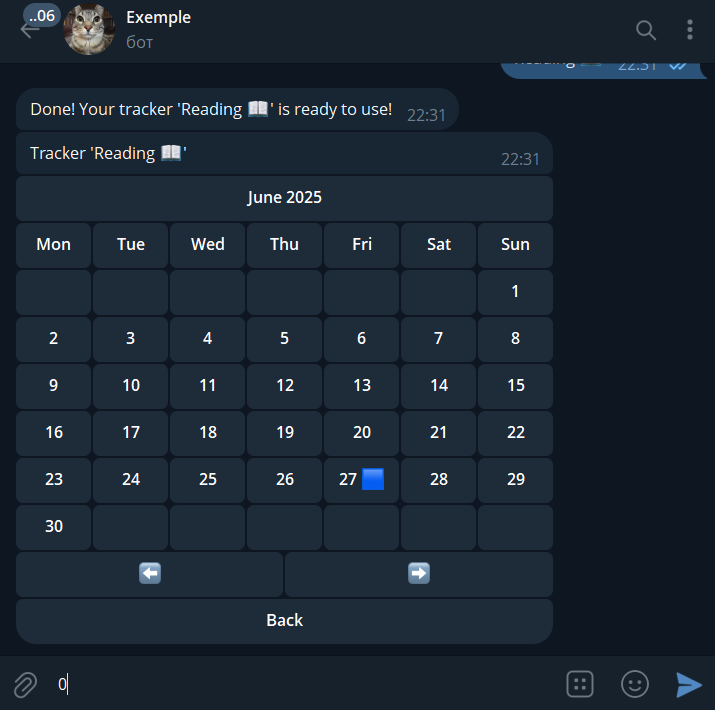 ..06
Exemple
бот
Reading 📖 22:31
Done! Your tracker 'Reading 📖' is ready to use! 22:31
Tracker 'Reading 📖' 22:31
June 2025
Mon Tue Wed Thu Fri Sat Sun
1
2 3 4 5 6 7 8
9 10 11 12 13 14 15
16 17 18 19 20 21 22
23 24 25 26 27 🟦 28 29
30
⬅️ ➡️
Back
0